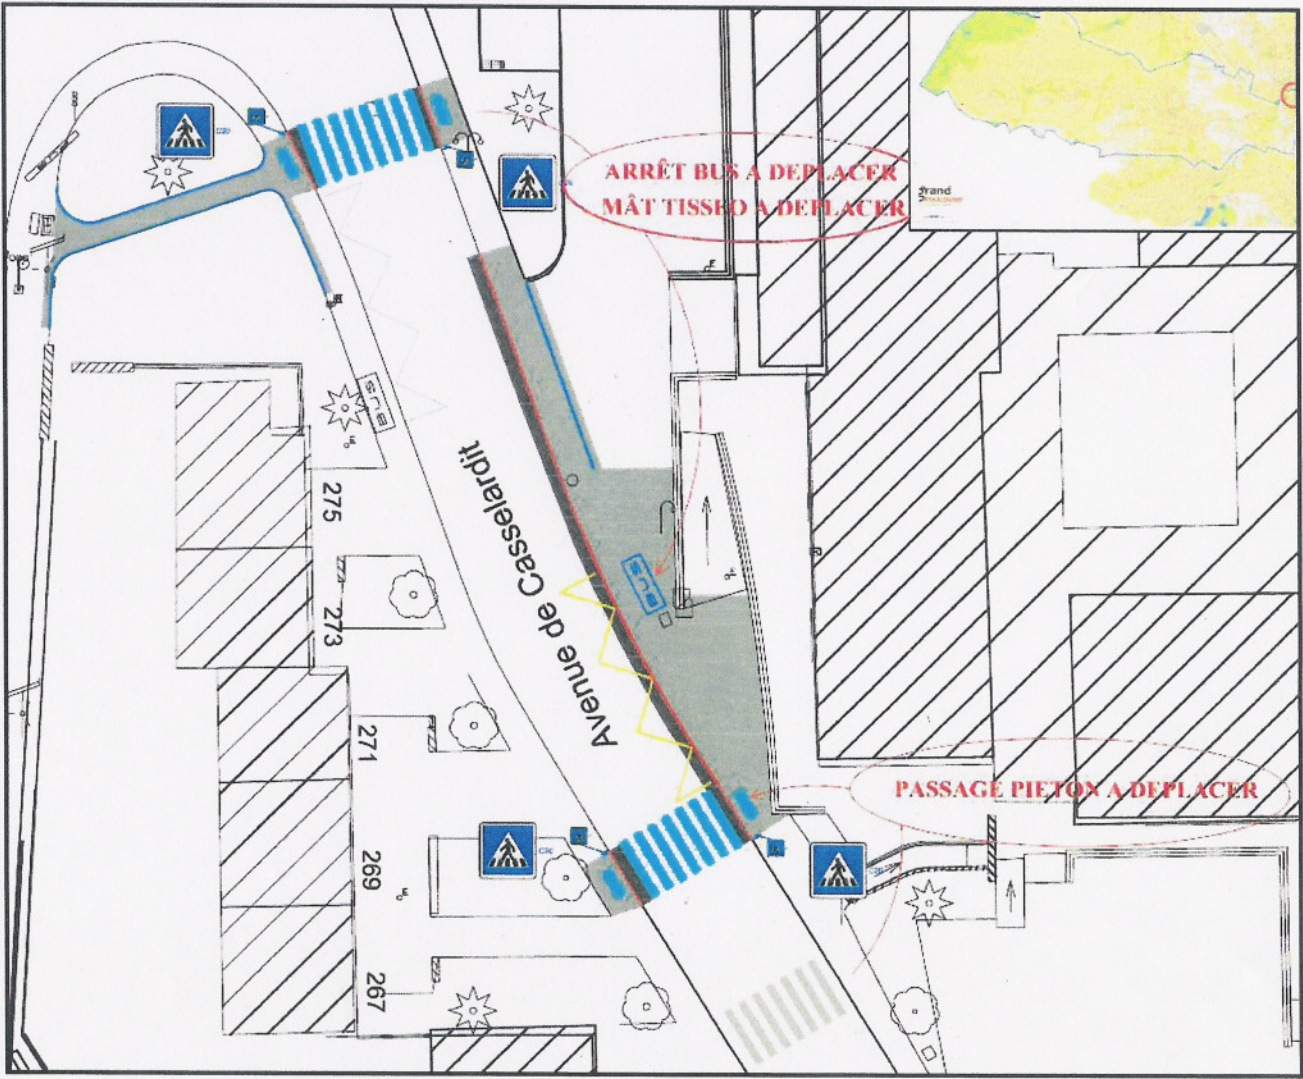 ARRÊT BUS A DEPLACER
MÂT TISSEO A DEPLACER
grand
BUS
275
Avenue de Casselardit
BUS
273
271
PASSAGE PIETON A DEPLACER
269
267